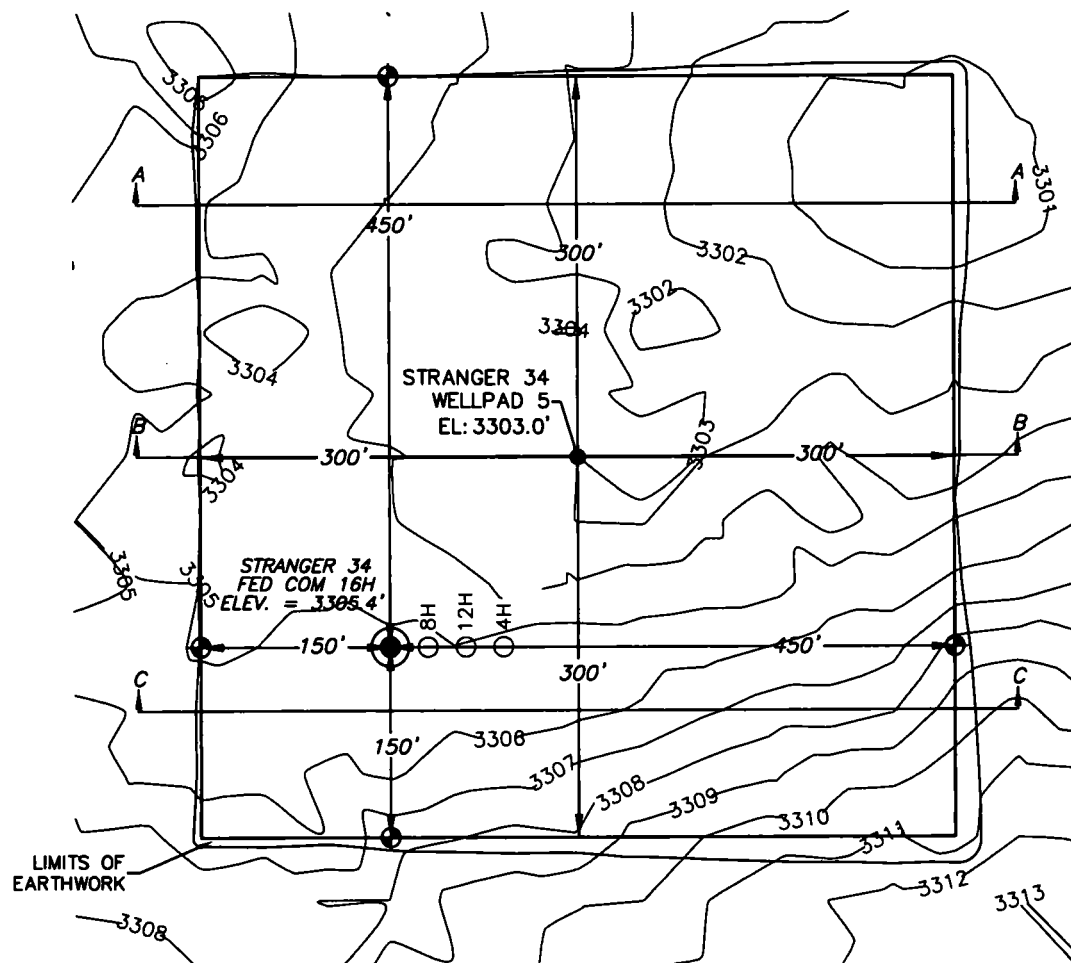 3305
3306
A
A
3301
450'
300'
3302
3302
3304
3304
STRANGER 34
WELLPAD 5
EL: 3303.0'
B
B
3303
300'
300'
3304
3305
3305
STRANGER 34
FED COM 16H
ELEV. = 3305.4'
8H
12H
4H
150'
450'
300'
C
C
150'
3306
3307
3308
3309
3310
3311
LIMITS OF
EARTHWORK
3312
3313
3308